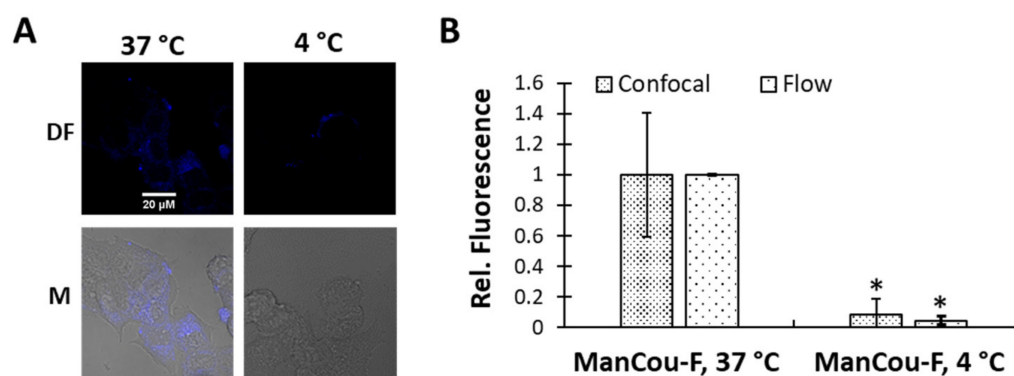 A
37 °C
4 °C
DF
20 µM
M
B
Rel. Fluorescence
1.6
1.4
1.2
1
0.8
0.6
0.4
0.2
0
Confocal
Flow
*
*
ManCou-F, 37 °C
ManCou-F, 4 °C